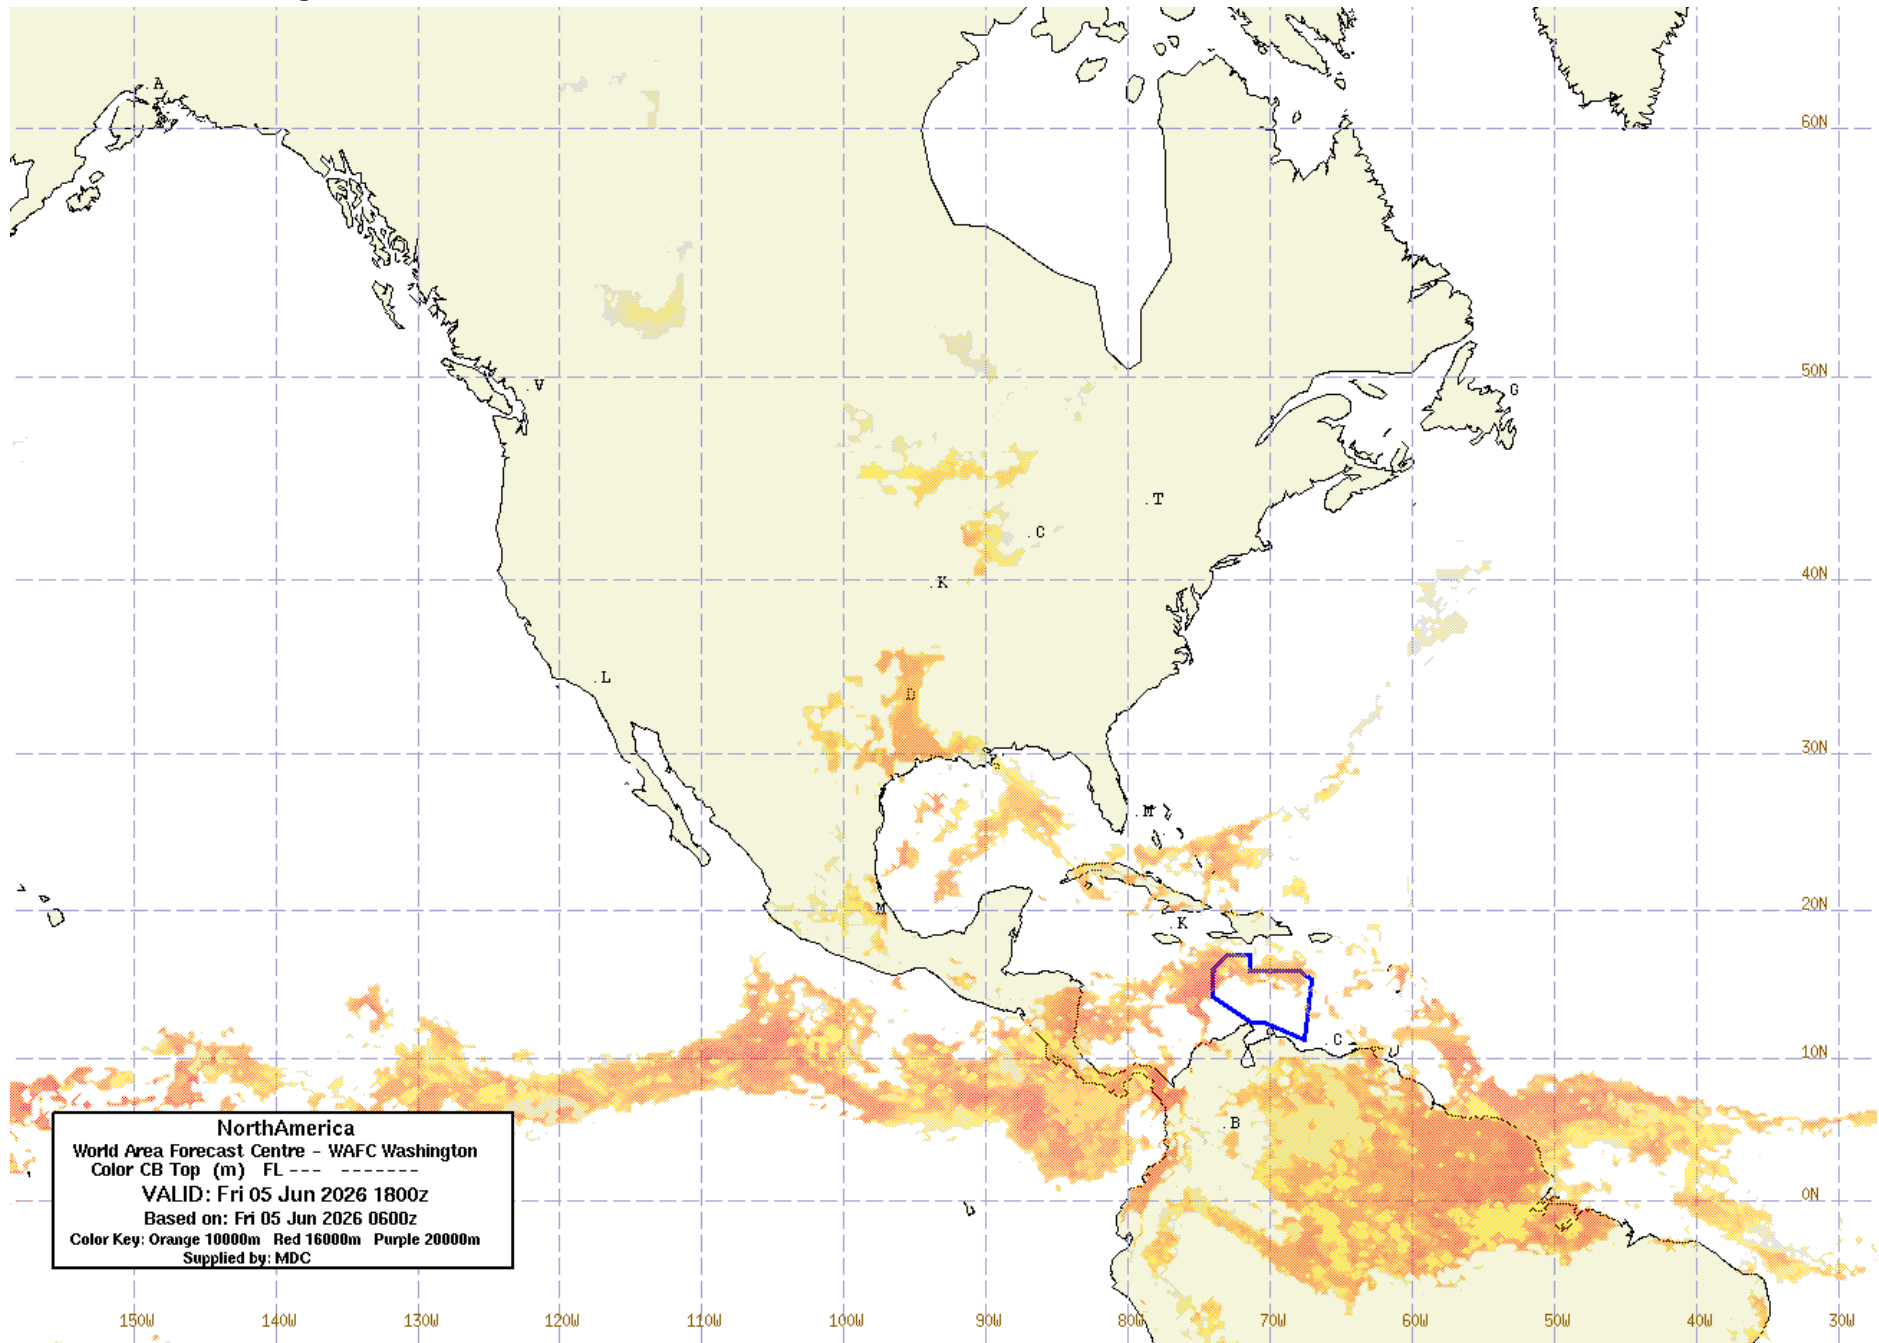 A
60N
50N
V
G
T
C
40N
K
L
D
30N
M
20N
M
K
C
10N
B
0N
NorthAmerica
World Area Forecast Centre - WAFC Washington
Color CB Top (m) FL --- -------
VALID: Fri 05 Jun 2026 1800z
Based on: Fri 05 Jun 2026 0600z
Color Key: Orange 10000m Red 16000m Purple 20000m
Supplied by: MDC
150W 140W 130W 120W 110W 100W 90W 80W 70W 60W 50W 40W 30W